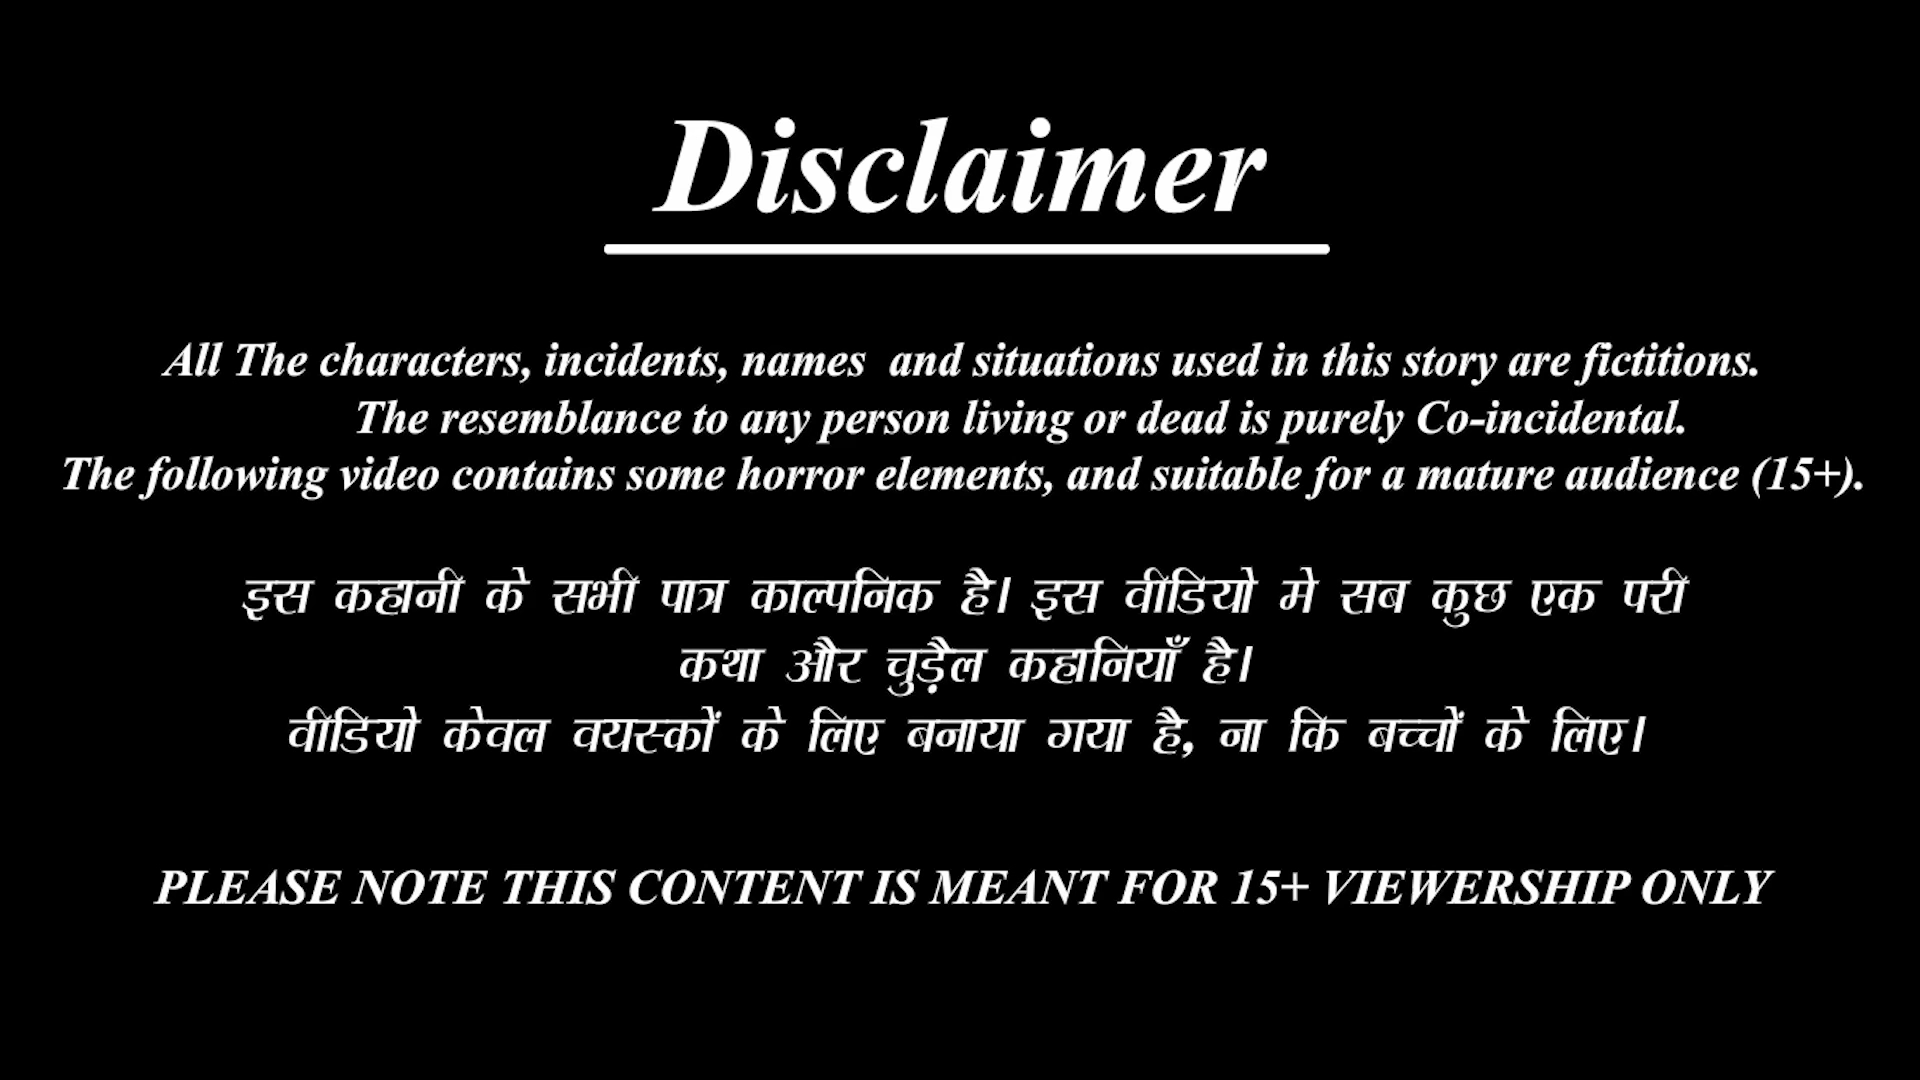 Disclaimer
All The characters, incidents, names and situations used in this story are fictitions.
The resemblance to any person living or dead is purely Co-incidental.
The following video contains some horror elements, and suitable for a mature audience (15+).
इस कहानी के सभी पात्र काल्पनिक है। इस वीडियो मे सब कुछ एक परी
कथा और चुड़ैल कहानियाँ है।
वीडियो केवल वयस्कों के लिए बनाया गया है, ना कि बच्चों के लिए।
PLEASE NOTE THIS CONTENT IS MEANT FOR 15+ VIEWERSHIP ONLY